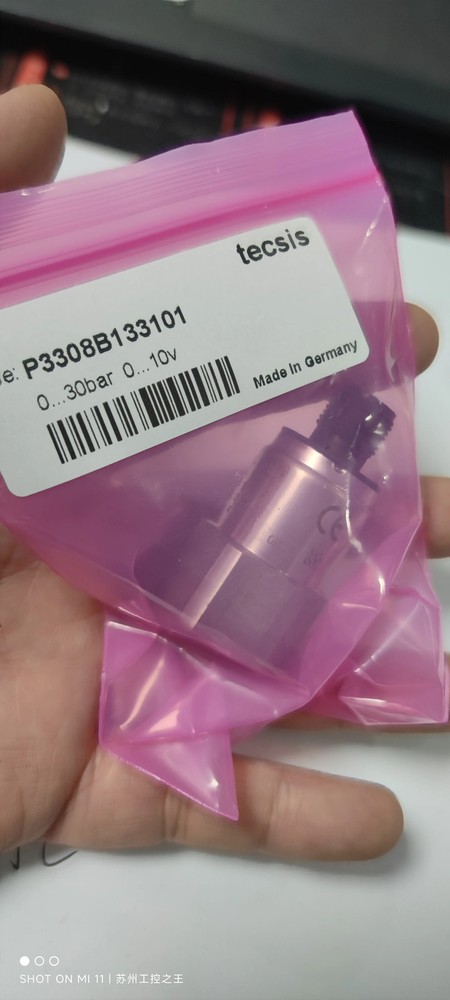 tecsis
e: P3308B133101
0...30bar 0...10v
Made in Germany
CE
SHOT ON MI 11 | 苏州工控之王